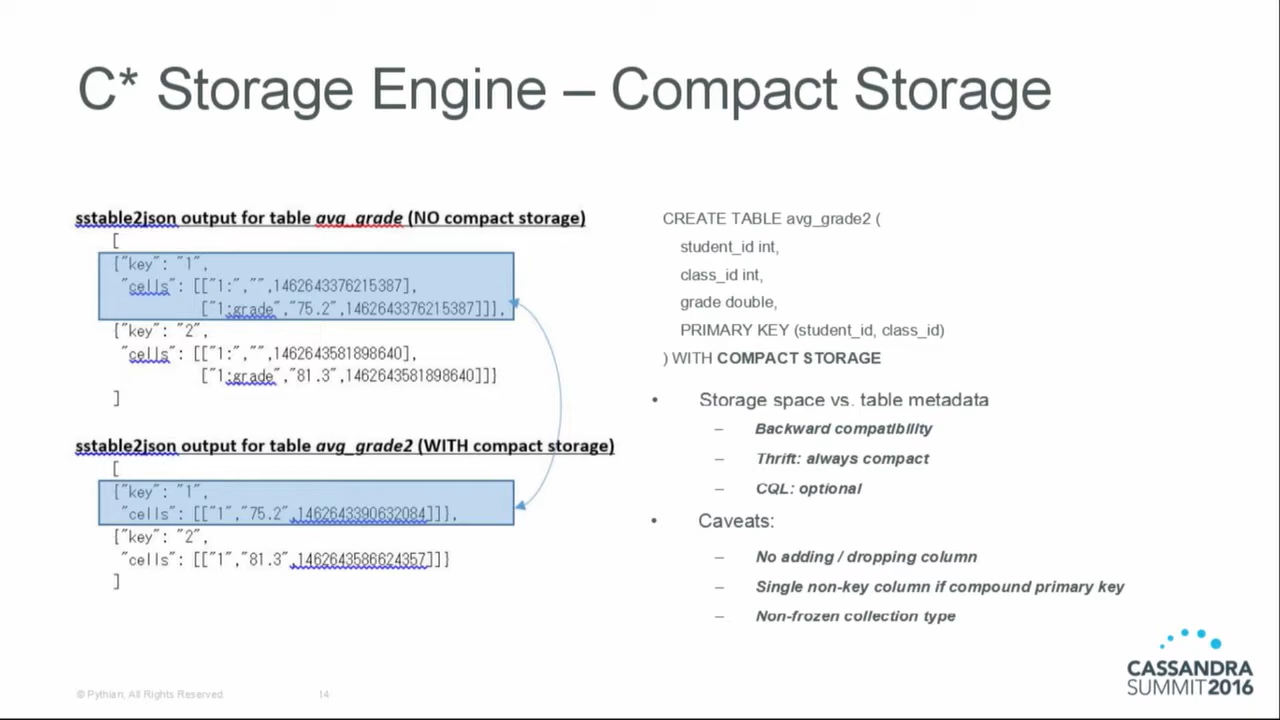 C* Storage Engine – Compact Storage
sstable2json output for table avg_grade (NO compact storage)
[
{"key": "1",
"cells": [["1:","",1462643376215387],
["1:grade","75.2",1462643376215387]]},
{"key": "2",
"cells": [["1:","",1462643581898640],
["1:grade","81.3",1462643581898640]]}
]
sstable2json output for table avg_grade2 (WITH compact storage)
[
{"key": "1",
"cells": [["1","75.2",1462643390632084]]},
{"key": "2",
"cells": [["1","81.3",1462643586624357]]}
]
CREATE TABLE avg_grade2 (
student_id int,
class_id int,
grade double,
PRIMARY KEY (student_id, class_id)
) WITH COMPACT STORAGE
• Storage space vs. table metadata
– Backward compatibility
– Thrift: always compact
– CQL: optional
• Caveats:
– No adding / dropping column
– Single non-key column if compound primary key
– Non-frozen collection type
© Pythian, All Rights Reserved
14
CASSANDRA
SUMMIT2016